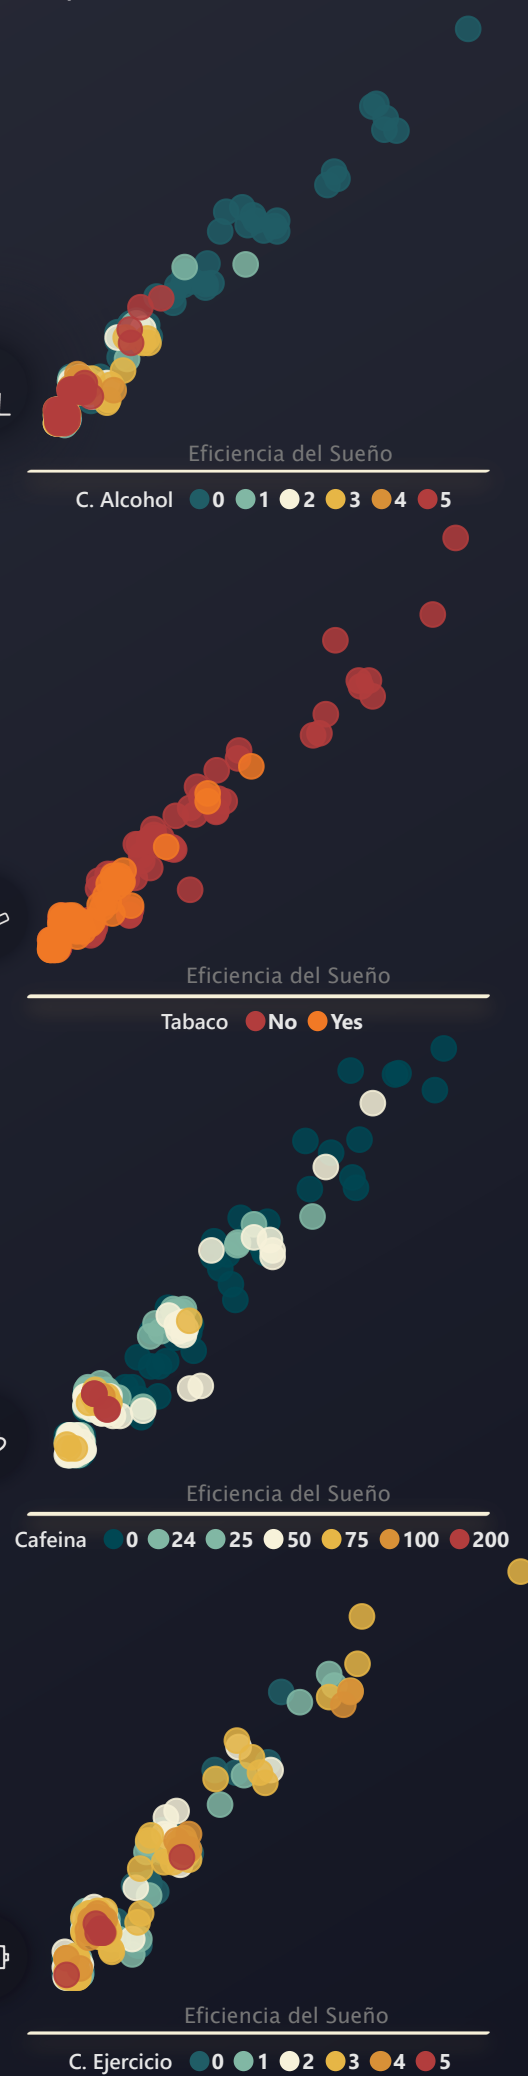 Eficiencia del Sueño
C. Alcohol 0 1 2 3 4 5
Eficiencia del Sueño
Tabaco No Yes
Eficiencia del Sueño
Cafeina 0 24 25 50 75 100 200
Eficiencia del Sueño
C. Ejercicio 0 1 2 3 4 5